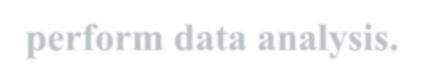 perform data analysis.